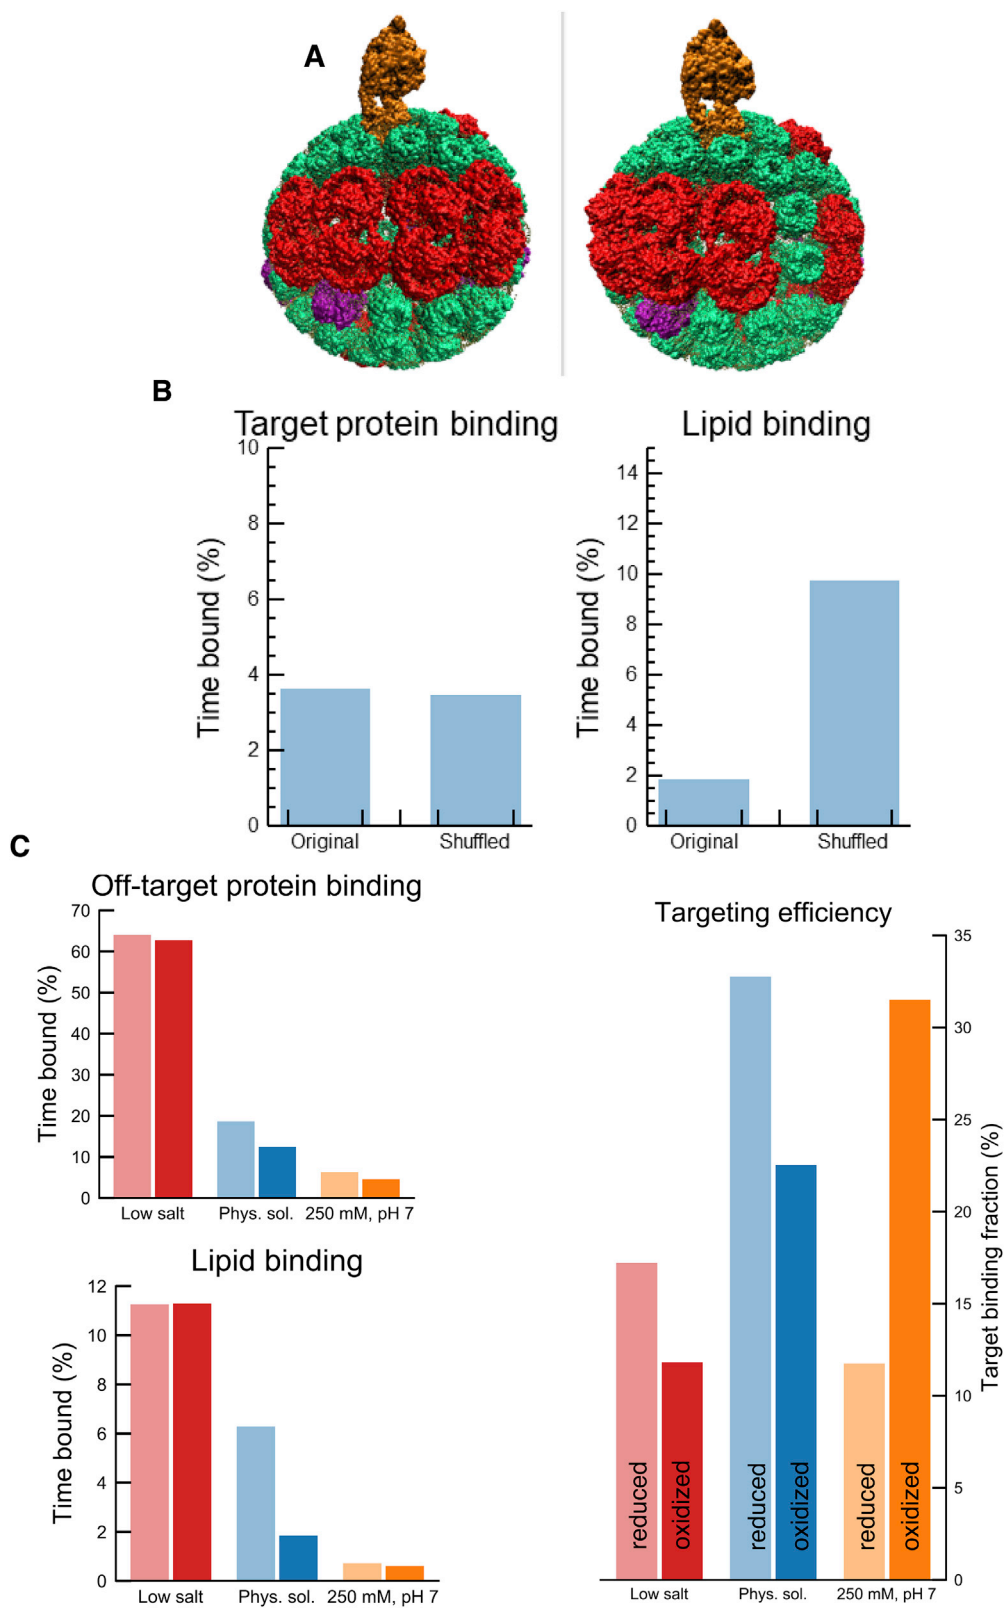 A
B
Target protein binding
10
8
6
4
2
0
Time bound (%)
Original Shuffled
Lipid binding
14
12
10
8
6
4
2
0
Time bound (%)
Original Shuffled
C
Off-target protein binding
70
60
50
40
30
20
10
0
Time bound (%)
Low salt Phys. sol. 250 mM, pH 7
Lipid binding
12
10
8
6
4
2
0
Time bound (%)
Low salt Phys. sol. 250 mM, pH 7
Targeting efficiency
35
30
25
20
15
10
5
0
Target binding fraction (%)
reduced
oxidized
reduced
oxidized
reduced
oxidized
Low salt Phys. sol. 250 mM, pH 7